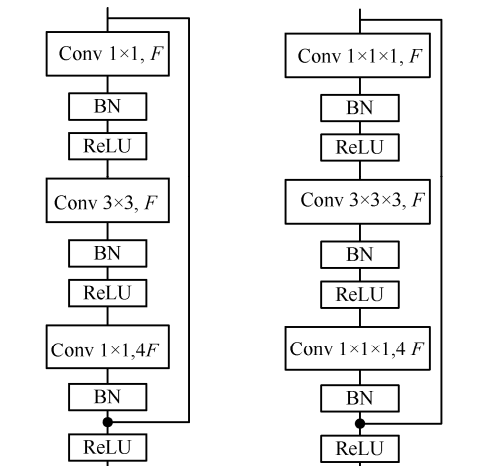 Conv 1×1, F
BN
ReLU
Conv 3×3, F
BN
ReLU
Conv 1×1,4F
BN
ReLU
Conv 1×1×1, F
BN
ReLU
Conv 3×3×3, F
BN
ReLU
Conv 1×1×1,4 F
BN
ReLU